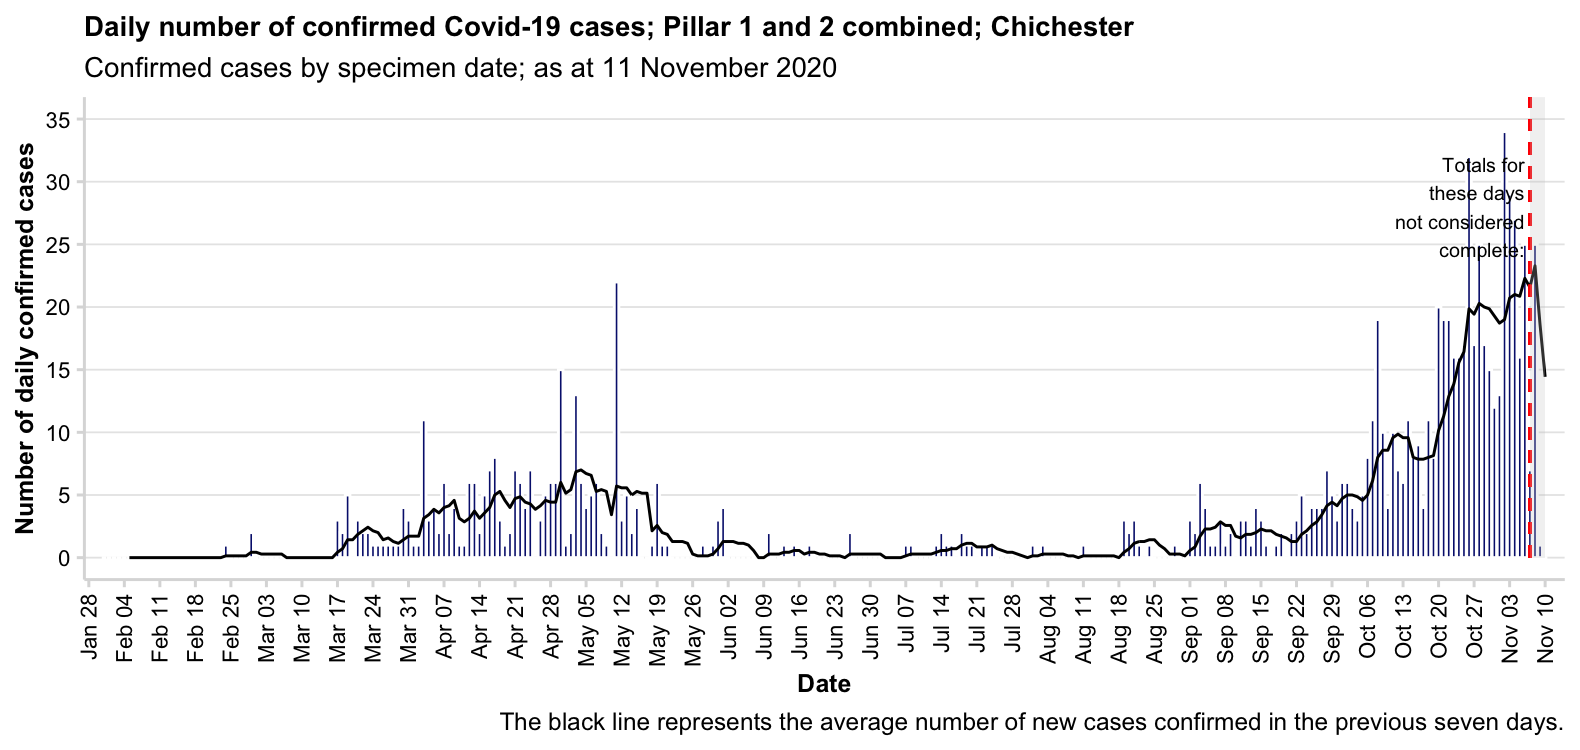 Daily number of confirmed Covid-19 cases; Pillar 1 and 2 combined; Chichester
Confirmed cases by specimen date; as at 11 November 2020
Number of daily confirmed cases
35
30
25
20
15
10
5
0
Totals for
these days
not considered
complete.
Jan 28
Feb 04
Feb 11
Feb 18
Feb 25
Mar 03
Mar 10
Mar 17
Mar 24
Mar 31
Apr 07
Apr 14
Apr 21
Apr 28
May 05
May 12
May 19
May 26
Jun 02
Jun 09
Jun 16
Jun 23
Jun 30
Jul 07
Jul 14
Jul 21
Jul 28
Aug 04
Aug 11
Aug 18
Aug 25
Sep 01
Sep 08
Sep 15
Sep 22
Sep 29
Oct 06
Oct 13
Oct 20
Oct 27
Nov 03
Nov 10
Date
The black line represents the average number of new cases confirmed in the previous seven days.